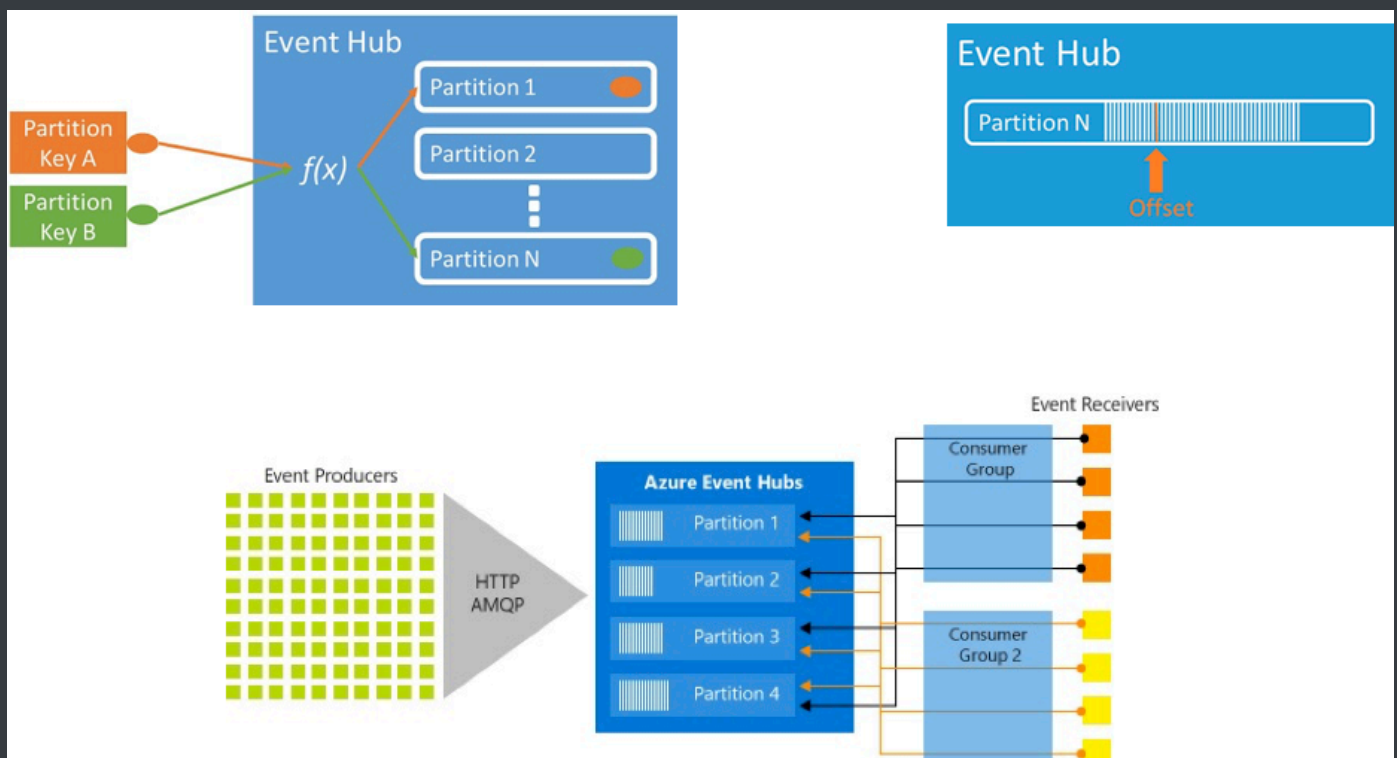 Event Hub
Partition 1
Partition 2
Partition N
Partition
Key A
Partition
Key B
f(x)
Event Hub
Partition N
Offset
Event Producers
HTTP
AMQP
Azure Event Hubs
Partition 1
Partition 2
Partition 3
Partition 4
Event Receivers
Consumer
Group
Consumer
Group 2